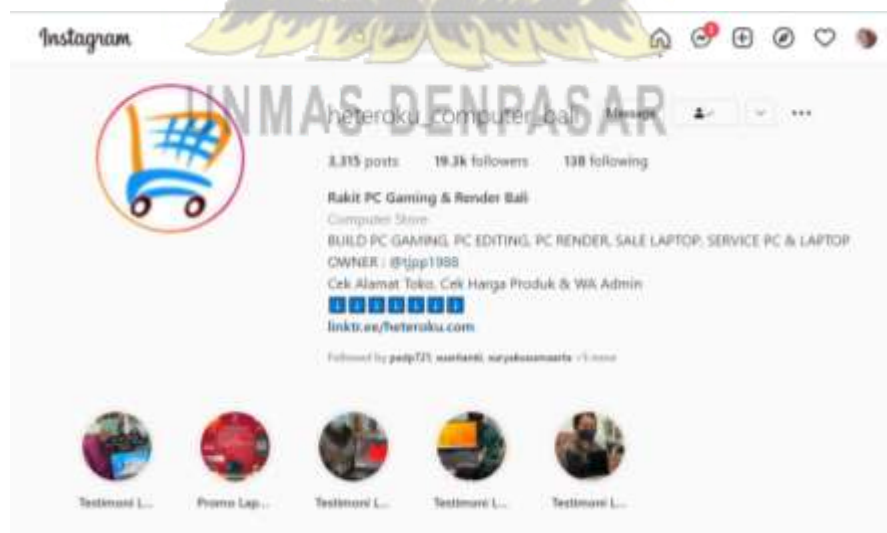 Instagram
UNMAS DENPASAR
heteroku_computer_bali Message
3,315 posts 19.3k followers 138 following
Rakit PC Gaming & Render Bali
Computer Store
BUILD PC GAMING, PC EDITING, PC RENDER, SALE LAPTOP, SERVICE PC & LAPTOP
OWNER : @tjpp1988
Cek Alamat Toko, Cek Harga Produk & WA Admin
linktr.ee/heteroku.com
Followed by
Testimoni L... Promo Lap... Testimoni L... Testimoni L... Testimoni L...